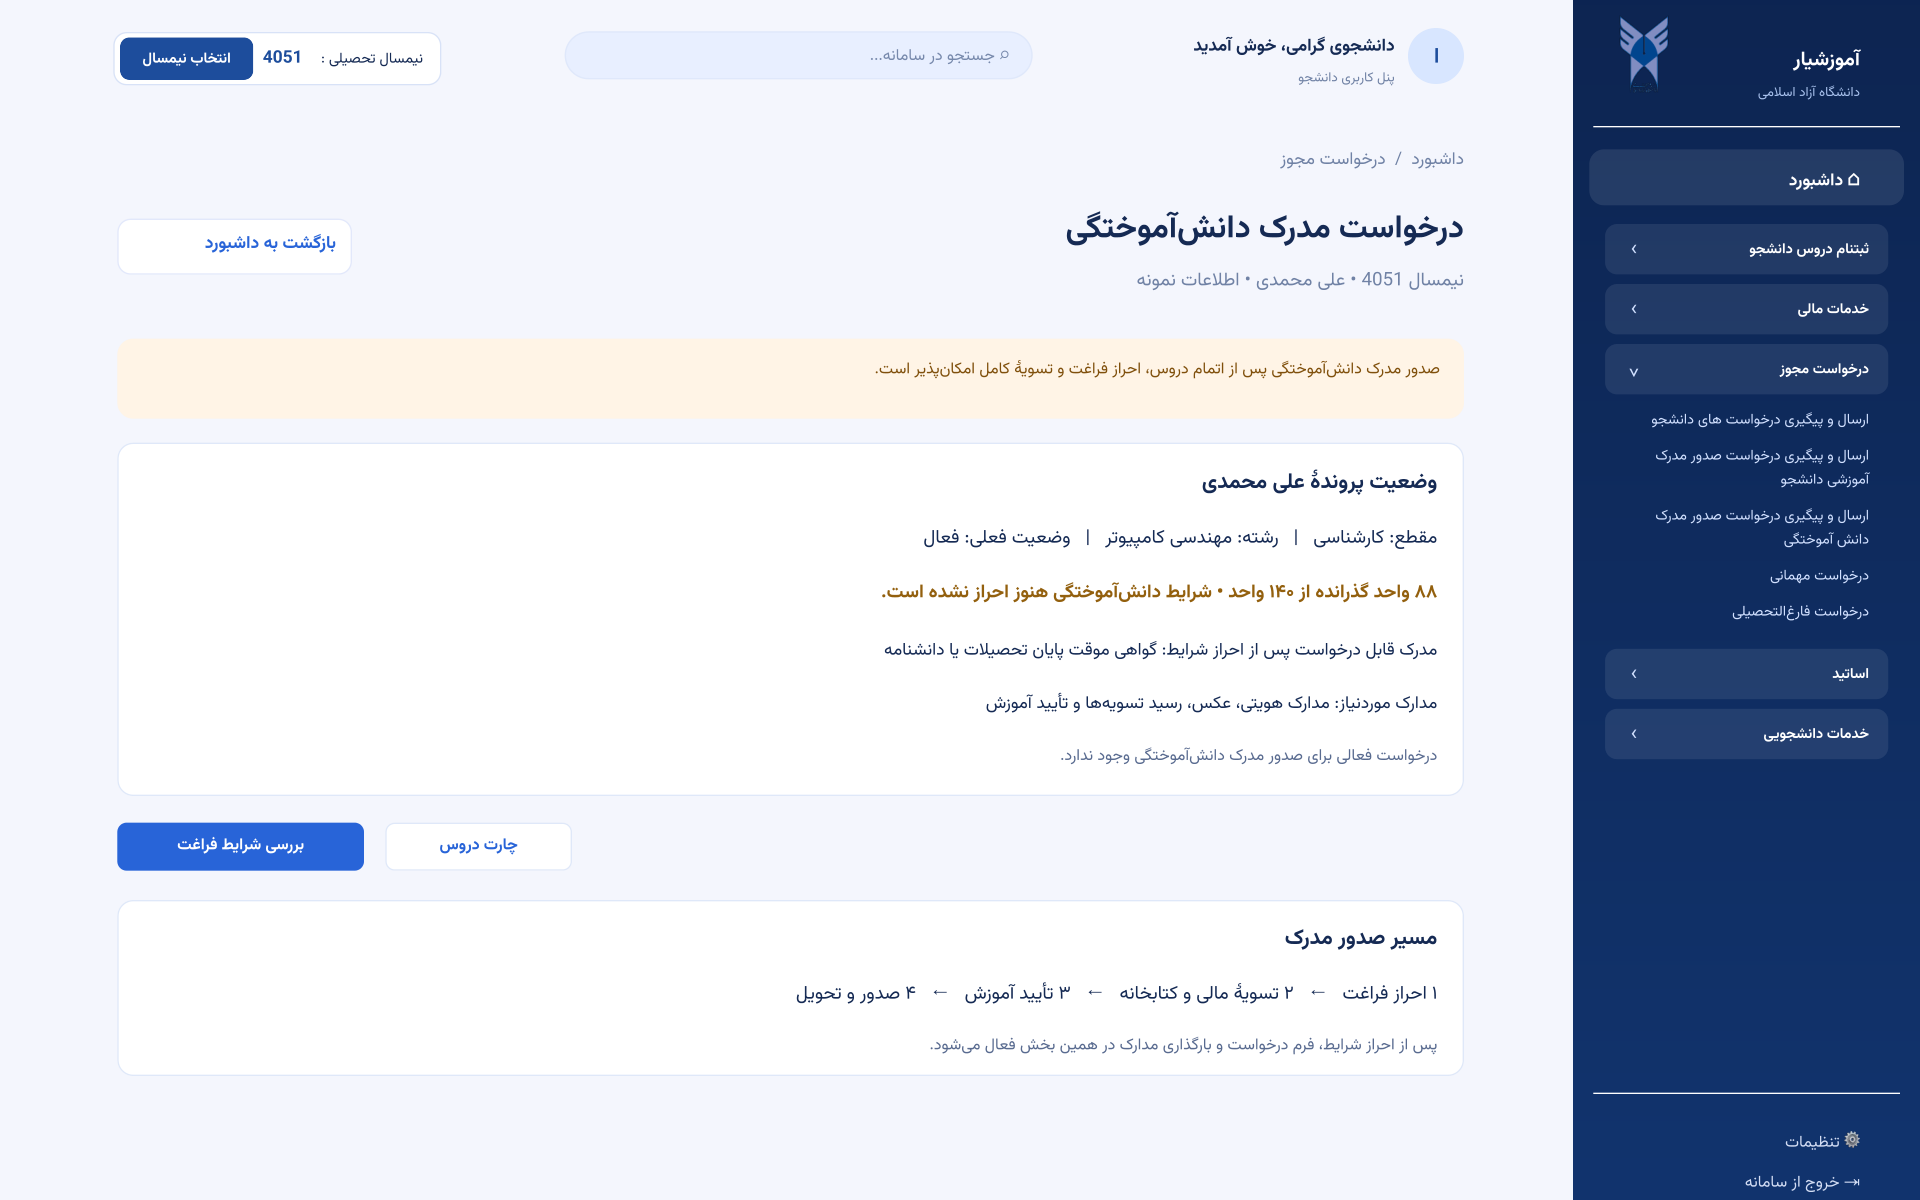 آموزشیار
دانشگاه آزاد اسلامی
داشبورد
ثبتنام دروس دانشجو
خدمات مالی
درخواست مجوز
ارسال و پیگیری درخواست های دانشجو
ارسال و پیگیری درخواست صدور مدرک
آموزشی دانشجو
ارسال و پیگیری درخواست صدور مدرک
دانش آموختگی
درخواست مهمانی
درخواست فارغ‌التحصیلی
اساتید
خدمات دانشجویی
تنظیمات
خروج از سامانه
ا
دانشجوی گرامی، خوش آمدید
پنل کاربری دانشجو
جستجو در سامانه...
نیمسال تحصیلی : 4051 انتخاب نیمسال
داشبورد / درخواست مجوز
درخواست مدرک دانش‌آموختگی
بازگشت به داشبورد
نیمسال 4051 • علی محمدی • اطلاعات نمونه
صدور مدرک دانش‌آموختگی پس از اتمام دروس، احراز فراغت و تسویهٔ کامل امکان‌پذیر است.
وضعیت پروندهٔ علی محمدی
مقطع: کارشناسی | رشته: مهندسی کامپیوتر | وضعیت فعلی: فعال
۸۸ واحد گذرانده از ۱۴۰ واحد • شرایط دانش‌آموختگی هنوز احراز نشده است.
مدرک قابل درخواست پس از احراز شرایط: گواهی موقت پایان تحصیلات یا دانشنامه
مدارک موردنیاز: مدارک هویتی، عکس، رسید تسویه‌ها و تأیید آموزش
درخواست فعالی برای صدور مدرک دانش‌آموختگی وجود ندارد.
چارت دروس
بررسی شرایط فراغت
مسیر صدور مدرک
۱ احراز فراغت ← ۲ تسویهٔ مالی و کتابخانه ← ۳ تأیید آموزش ← ۴ صدور و تحویل
پس از احراز شرایط، فرم درخواست و بارگذاری مدارک در همین بخش فعال می‌شود.